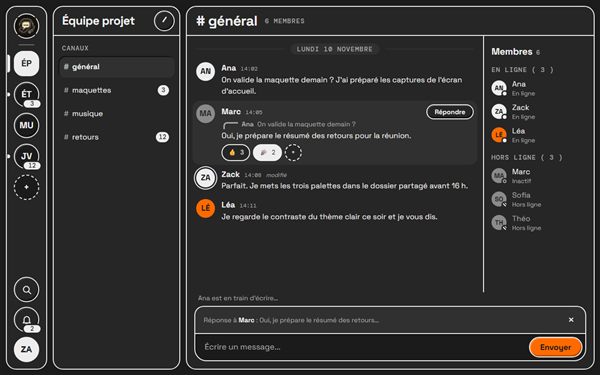 ÉP
ÉT
3
MU
JV
12
+
2
ZA
Équipe projet
CANAUX
# général
# maquettes 3
# musique
# retours 12
# général 6 MEMBRES
LUNDI 10 NOVEMBRE
AN
Ana 14:02
On valide la maquette demain ? J'ai préparé les captures de l'écran
d'accueil.
MA
Marc 14:05
Répondre
Ana On valide la maquette demain ?
Oui, je prépare le résumé des retours pour la réunion.
3
2
+
ZA
Zack 14:08 modifié
Parfait. Je mets les trois palettes dans le dossier partagé avant 16 h.
LÉ
Léa 14:11
Je regarde le contraste du thème clair ce soir et je vous dis.
Ana est en train d'écrire…
Réponse à Marc : Oui, je prépare le résumé des retours…
×
Écrire un message...
Envoyer
Membres 6
EN LIGNE ( 3 )
AN
Ana
En ligne
ZA
Zack
En ligne
LÉ
Léa
En ligne
HORS LIGNE ( 3 )
MA
Marc
Inactif
SO
Sofia
Hors ligne
TH
Théo
Hors ligne